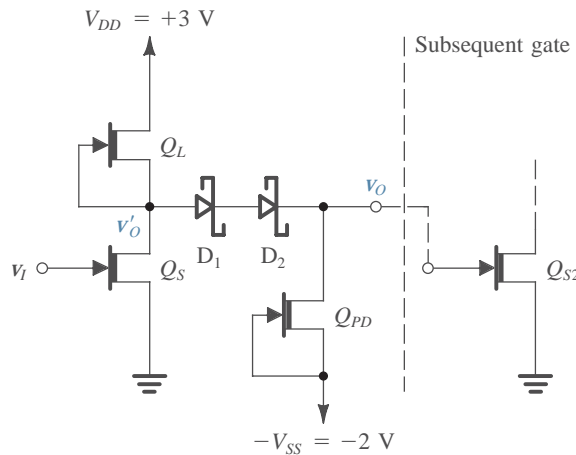 V_DD = +3 V
Subsequent gate
Q_L
v_O
v'_O
D_1
D_2
v_I
Q_S
Q_S2
Q_PD
−V_SS = −2 V